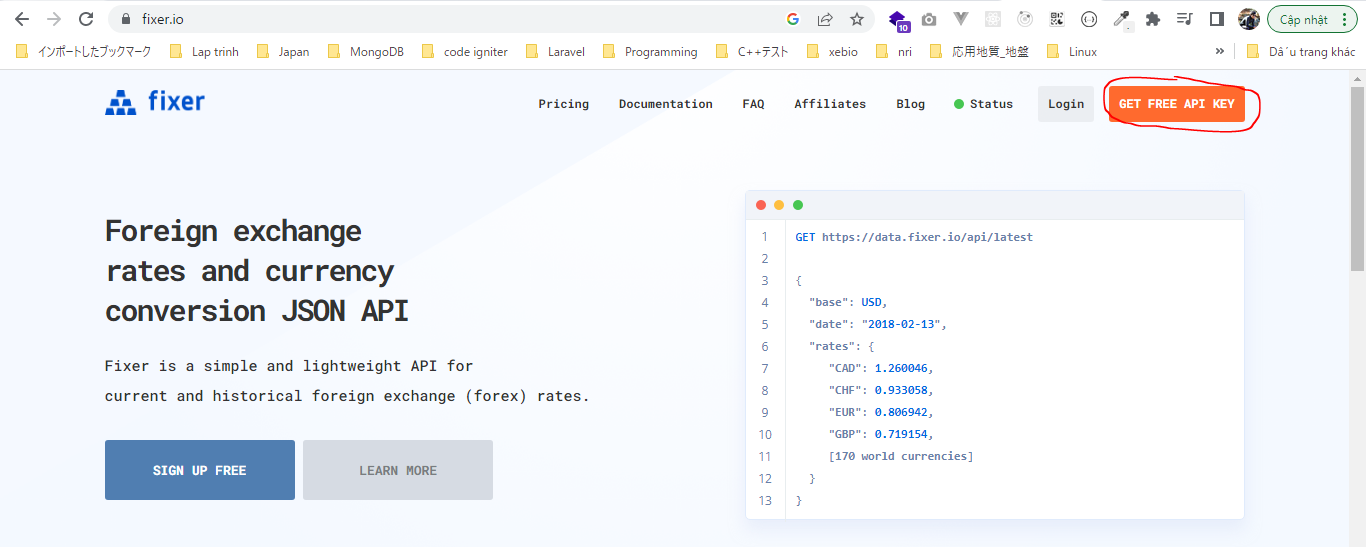 fixer.io
10
Cập nhật
インポートしたブックマーク
Lap trinh
Japan
MongoDB
code igniter
Laravel
Programming
C++テスト
xebio
nri
応用地質_地盤
Linux
»
Dấu trang khác
fixer
Pricing
Documentation
FAQ
Affiliates
Blog
Status
Login
GET FREE API KEY
Foreign exchange
rates and currency
conversion JSON API
Fixer is a simple and lightweight API for
current and historical foreign exchange (forex) rates.
SIGN UP FREE
LEARN MORE
1 GET https://data.fixer.io/api/latest
2
3 {
4 "base": USD,
5 "date": "2018-02-13",
6 "rates": {
7 "CAD": 1.260046,
8 "CHF": 0.933058,
9 "EUR": 0.806942,
10 "GBP": 0.719154,
11 [170 world currencies]
12 }
13 }